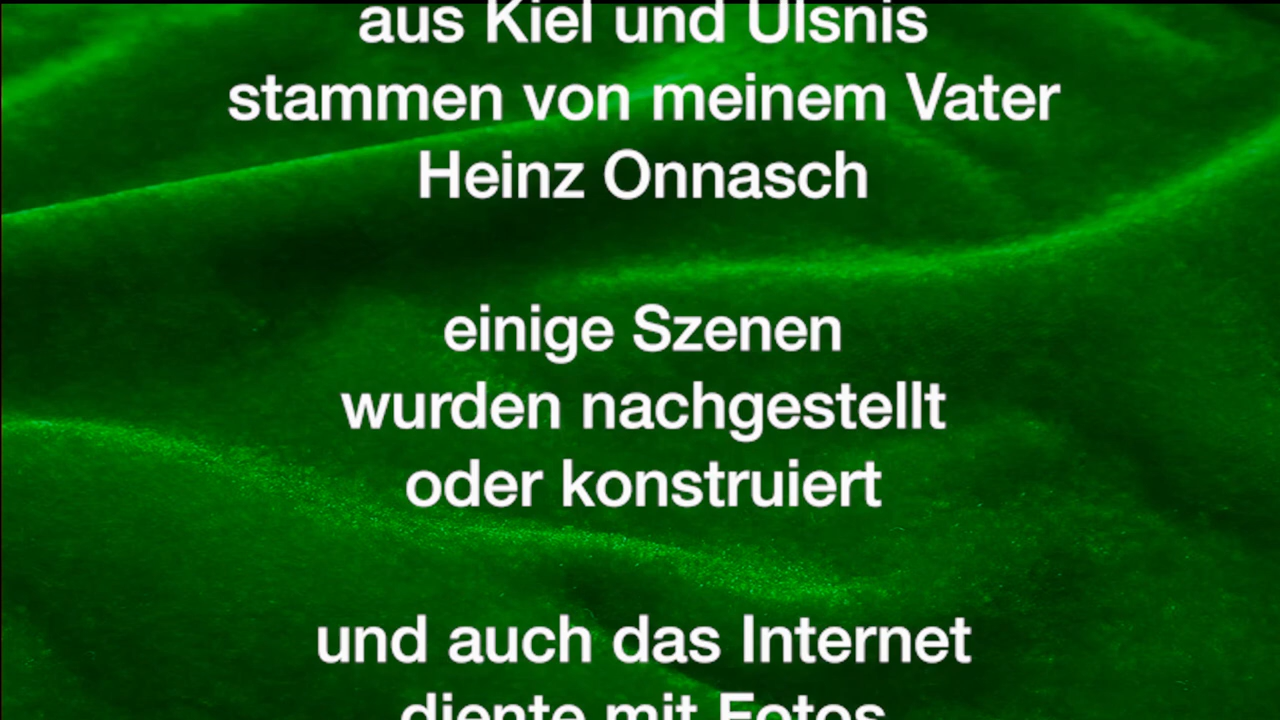 aus Kiel und Ulsnis
stammen von meinem Vater
Heinz Onnasch
einige Szenen
wurden nachgestellt
oder konstruiert
und auch das Internet
diente mit Fotos